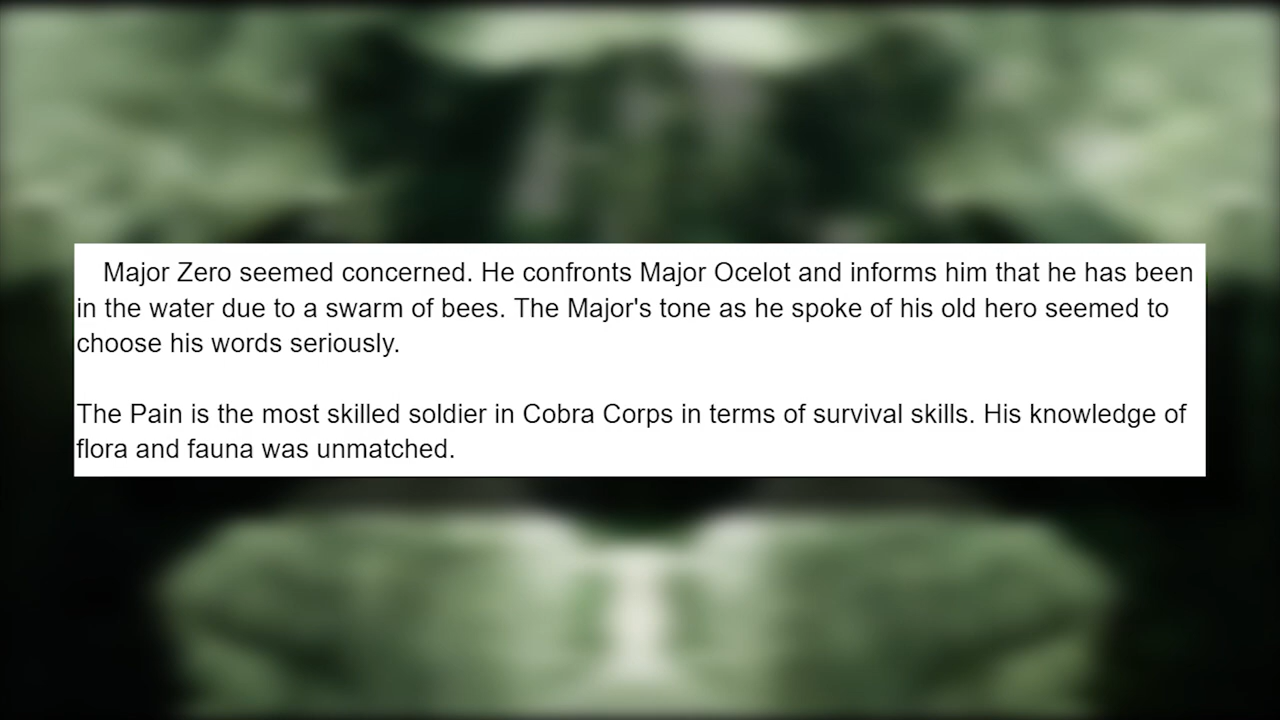 Major Zero seemed concerned. He confronts Major Ocelot and informs him that he has been
in the water due to a swarm of bees. The Major's tone as he spoke of his old hero seemed to
choose his words seriously.
The Pain is the most skilled soldier in Cobra Corps in terms of survival skills. His knowledge of
flora and fauna was unmatched.